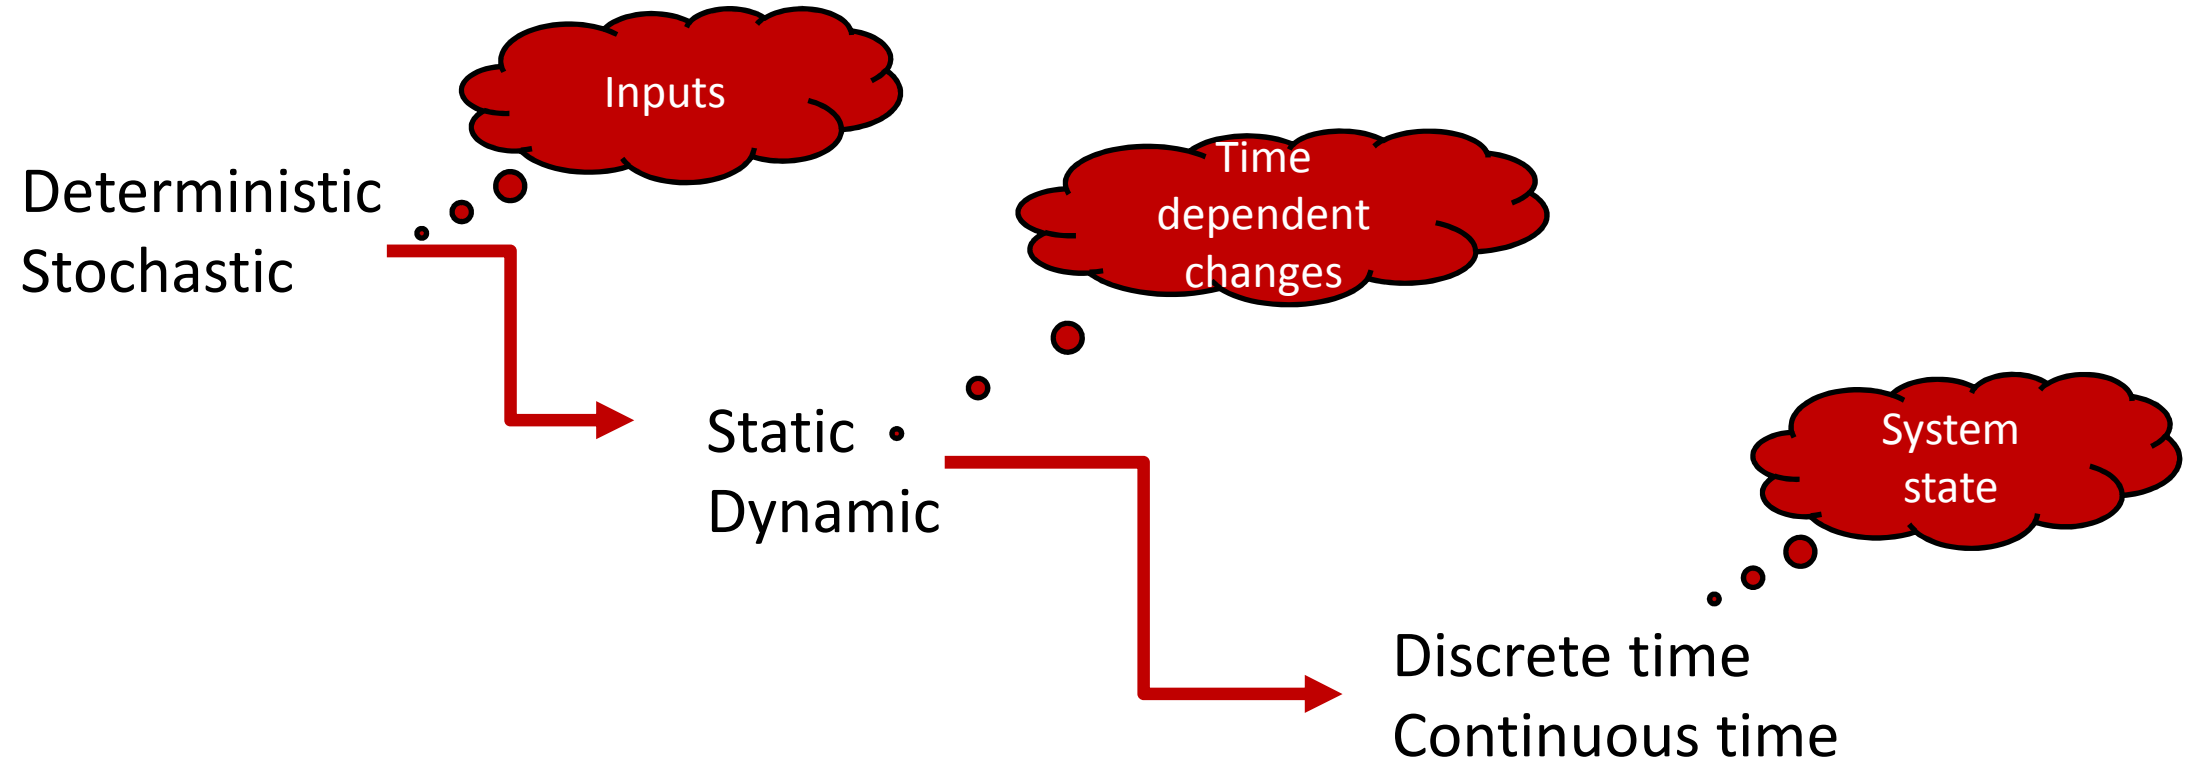 Inputs
Deterministic
Stochastic
Time
dependent
changes
Static
Dynamic
System
state
Discrete time
Continuous time